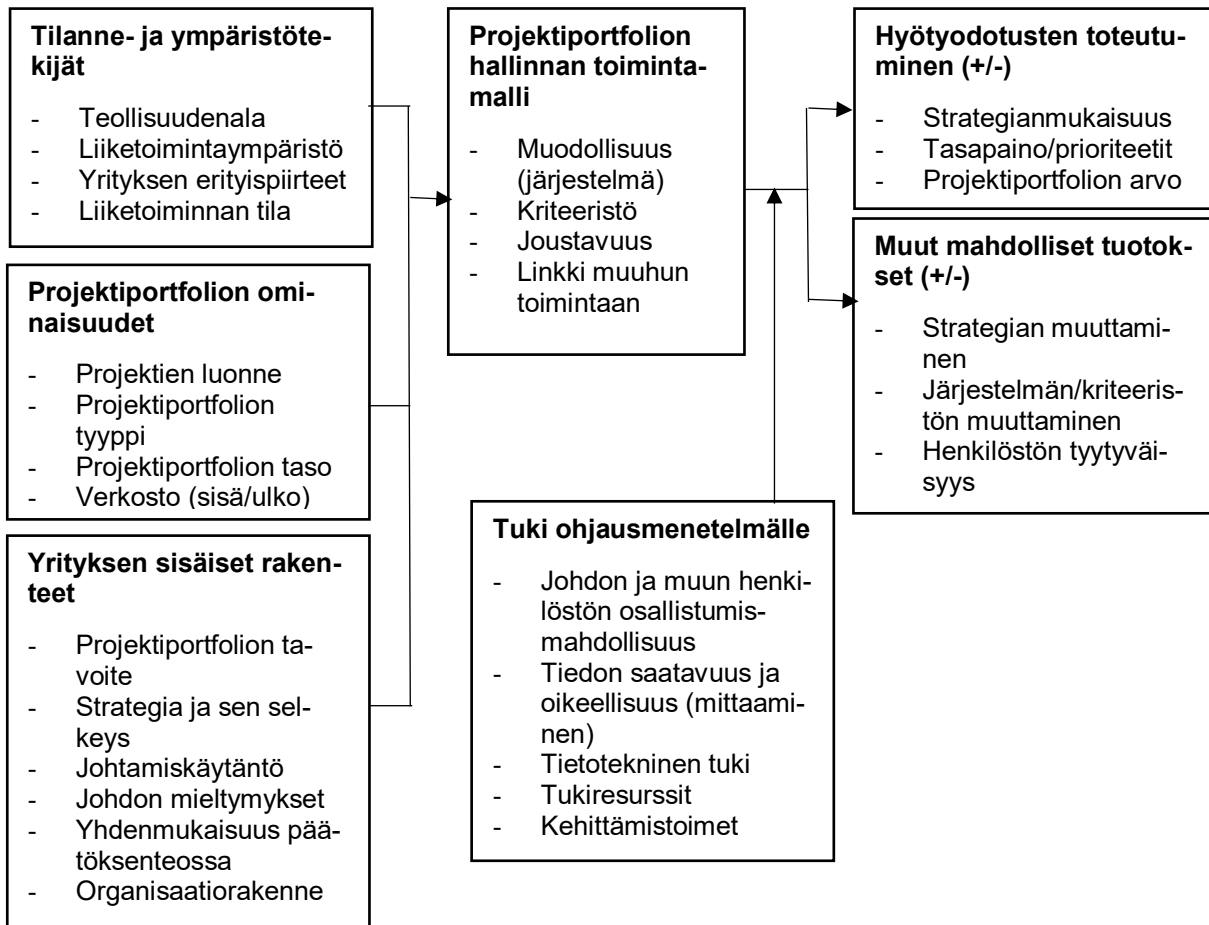 Tilanne- ja ympäristöte-
kijät
- Teollisuudenala
- Liiketoimintaympäristö
- Yrityksen erityispiirteet
- Liiketoiminnan tila
Projektiportfolion omi-
naisuudet
- Projektien luonne
- Projektiportfolion
tyyppi
- Projektiportfolion taso
- Verkosto (sisä/ulko)
Yrityksen sisäiset raken-
teet
- Projektiportfolion ta-
voite
- Strategia ja sen sel-
keys
- Johtamiskäytäntö
- Johdon mieltymykset
- Yhdenmukaisuus pää-
töksenteossa
- Organisaatiorakenne
Projektiportfolion
hallinnan toiminta-
malli
- Muodollisuus
(järjestelmä)
- Kriteeristö
- Joustavuus
- Linkki muuhun
toimintaan
Tuki ohjausmenetelmälle
- Johdon ja muun henki-
löstön osallistumis-
mahdollisuus
- Tiedon saatavuus ja
oikeellisuus (mittaami-
nen)
- Tietotekninen tuki
- Tukiresurssit
- Kehittämistoimet
Hyötyodotusten toteutu-
minen (+/-)
- Strategianmukaisuus
- Tasapaino/prioriteetit
- Projektiportfolion arvo
Muut mahdolliset tuotok-
set (+/-)
- Strategian muuttami-
nen
- Järjestelmän/kriteeris-
tön muuttaminen
- Henkilöstön tyytyväi-
syys